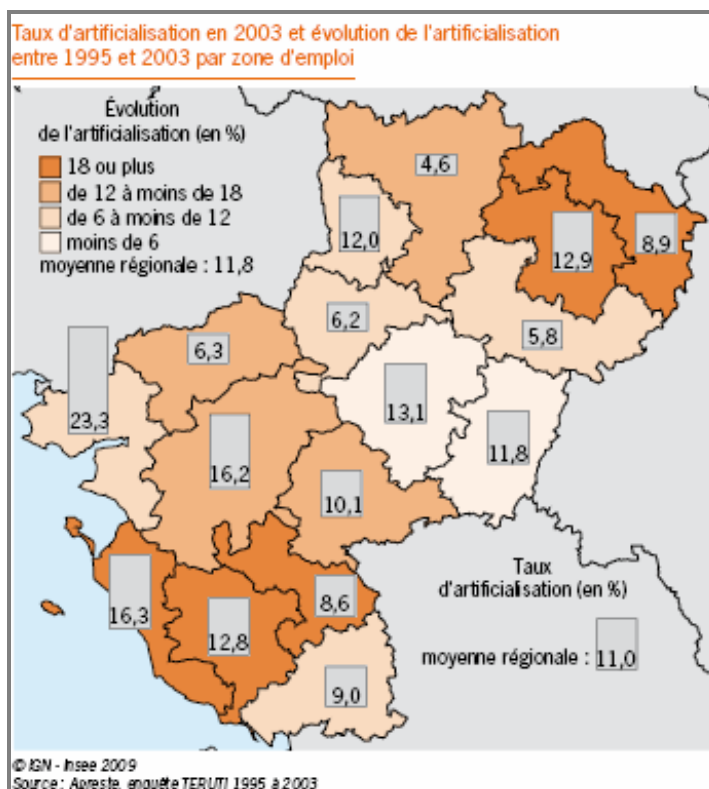 Taux d'artificialisation en 2003 et évolution de l'artificialisation
entre 1995 et 2003 par zone d'emploi
Évolution
de l'artificialisation (en %)
18 ou plus
de 12 à moins de 18
de 6 à moins de 12
moins de 6
moyenne régionale : 11,8
4,6
12,0
12,9
8,9
6,2
5,8
6,3
23,3
13,1
16,2
11,8
10,1
16,3
12,8
8,6
9,0
Taux
d'artificialisation (en %)
moyenne régionale :
11,0
© IGN - Insee 2009
Source : Agreste, enquête TERUTI 1995 à 2003